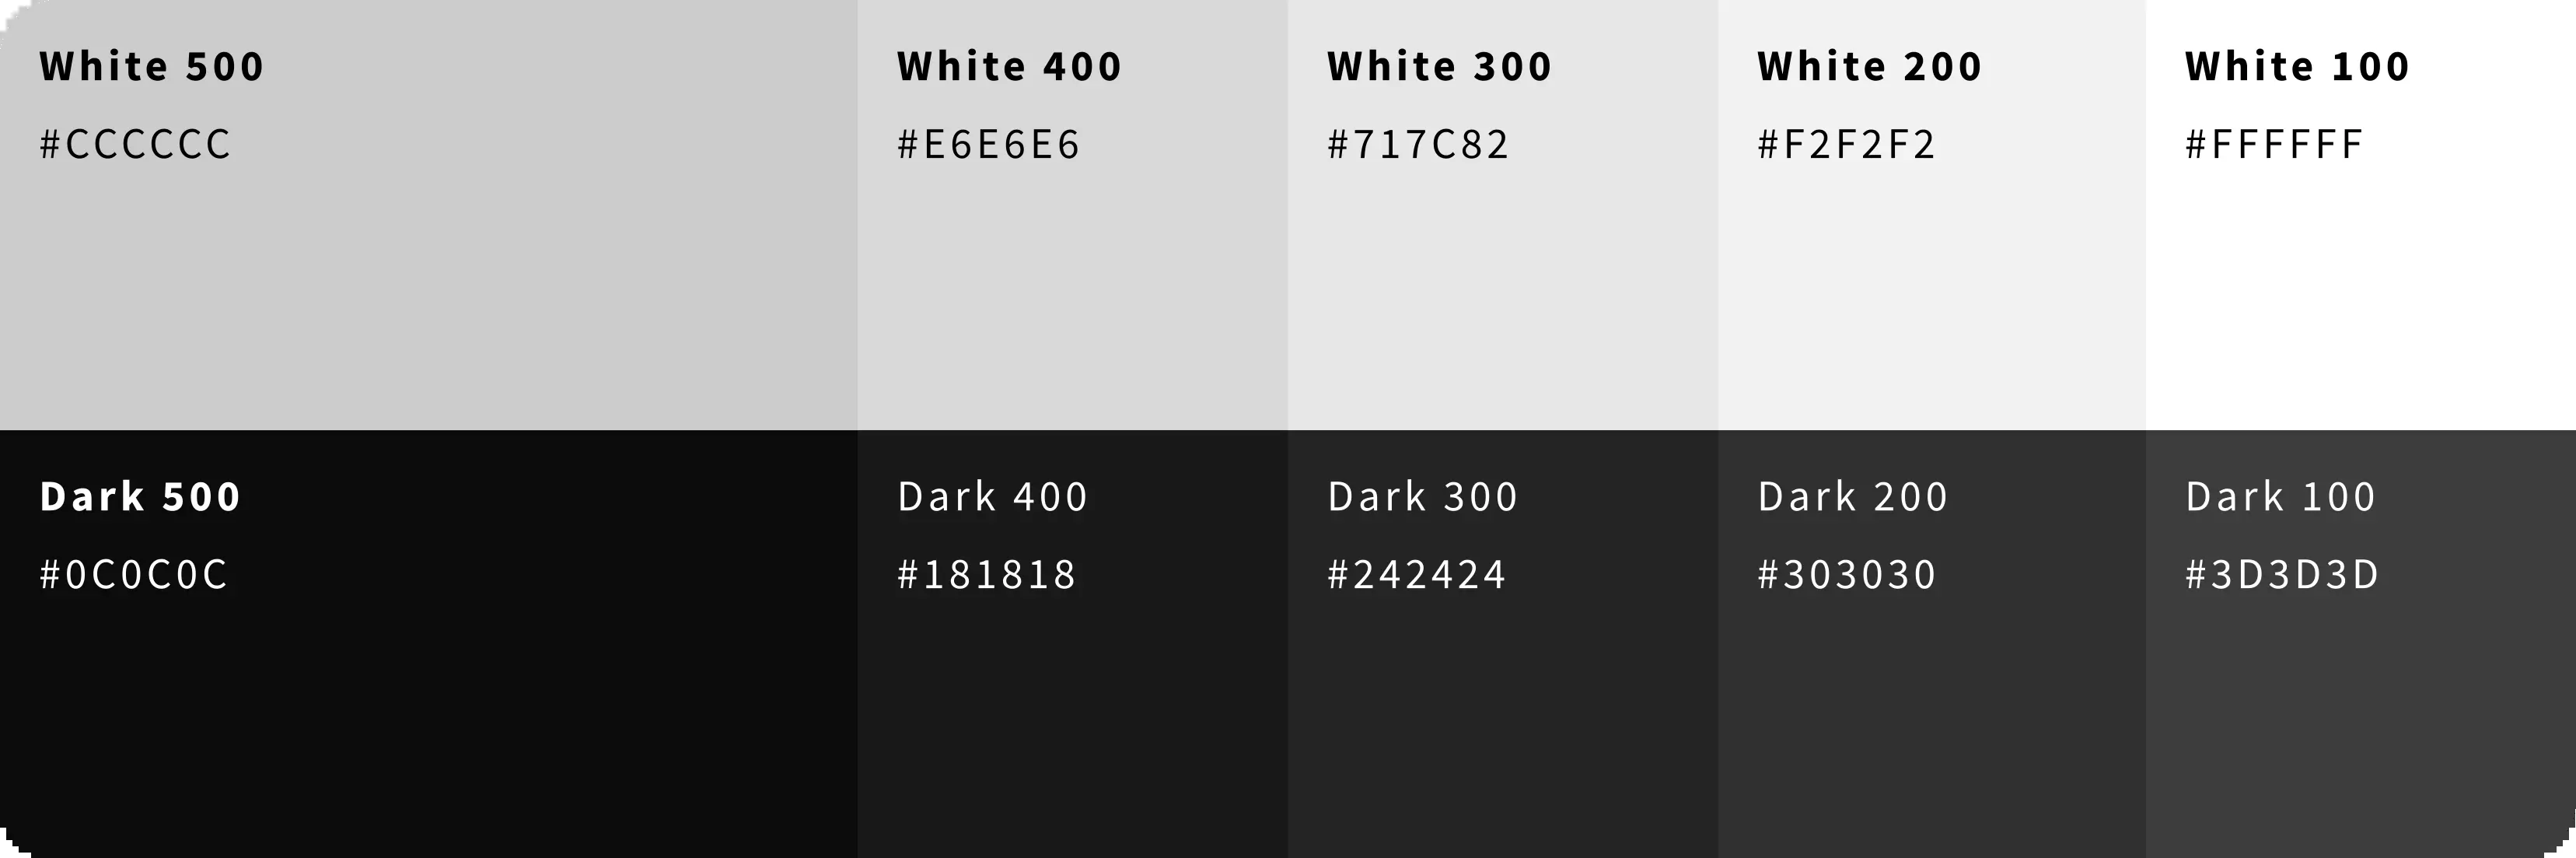 White 500
#CCCCCC
White 400
#E6E6E6
White 300
#717C82
White 200
#F2F2F2
White 100
#FFFFFF
Dark 500
#0C0C0C
Dark 400
#181818
Dark 300
#242424
Dark 200
#303030
Dark 100
#3D3D3D